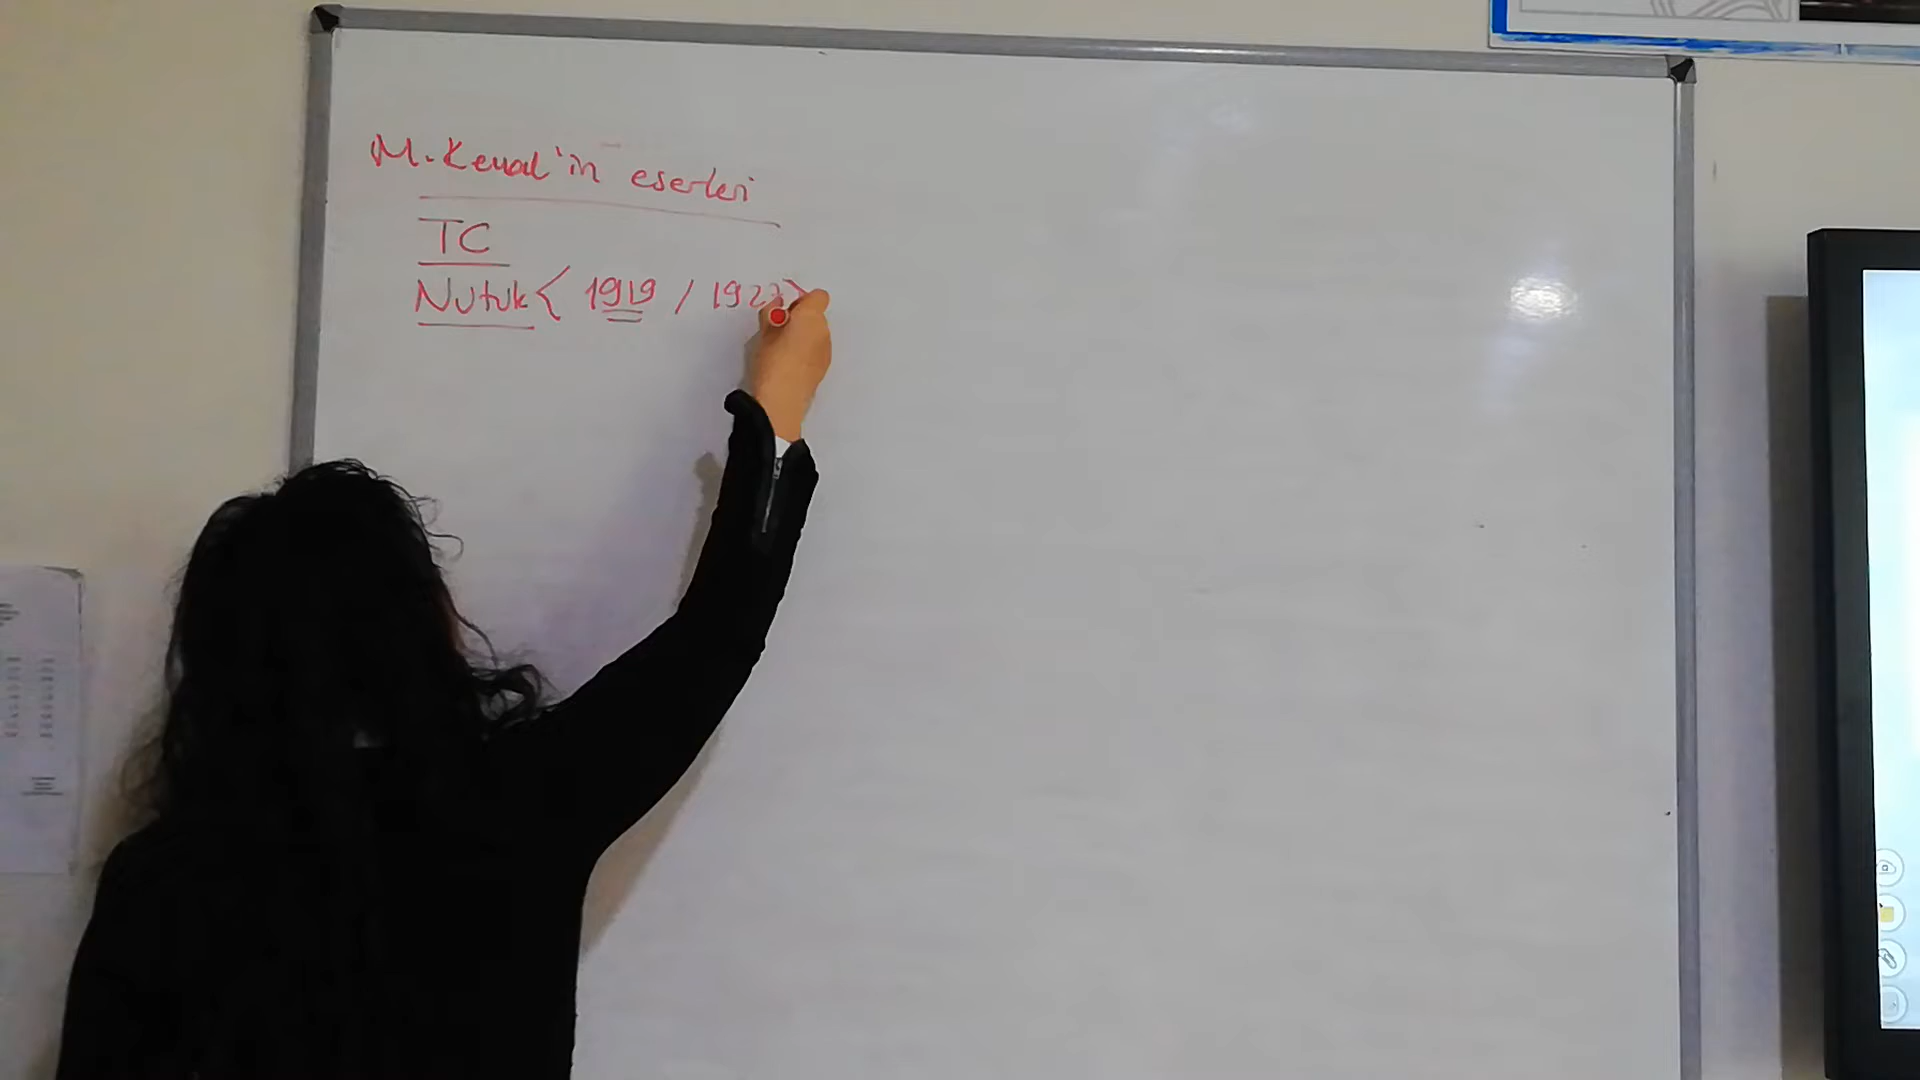 M. Kemal'in eserleri
TC
Nutuk < 1919 / 1927 >